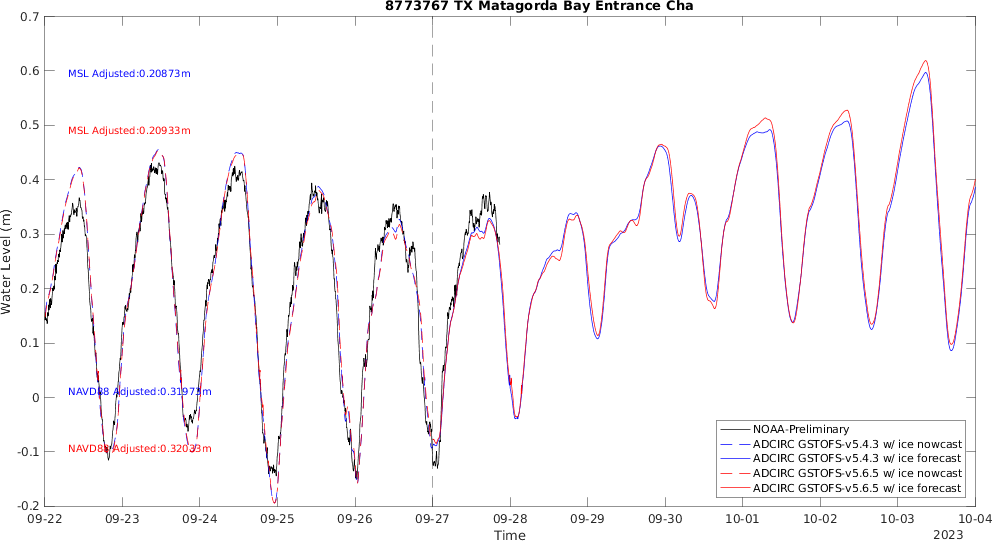 8773767 TX Matagorda Bay Entrance Cha
0.7
0.6
0.5
0.4
0.3
0.2
0.1
0
-0.1
-0.2
Water Level (m)
MSL Adjusted:0.20873m
MSL Adjusted:0.20933m
NAVD88 Adjusted:0.31973m
NAVD88 Adjusted:0.32033m
NOAA-Preliminary
ADCIRC GSTOFS-v5.4.3 w/ ice nowcast
ADCIRC GSTOFS-v5.4.3 w/ ice forecast
ADCIRC GSTOFS-v5.6.5 w/ ice nowcast
ADCIRC GSTOFS-v5.6.5 w/ ice forecast
09-22 09-23 09-24 09-25 09-26 09-27 09-28 09-29 09-30 10-01 10-02 10-03 10-04
Time
2023